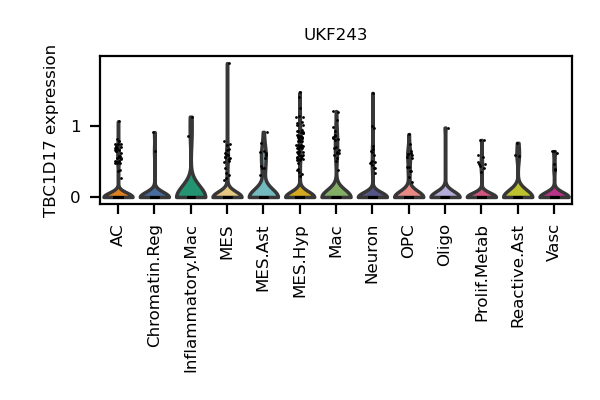 UKF243
TBC1D17 expression
1
0
AC
Chromatin.Reg
Inflammatory.Mac
MES
MES.Ast
MES.Hyp
Mac
Neuron
OPC
Oligo
Prolif.Metab
Reactive.Ast
Vasc